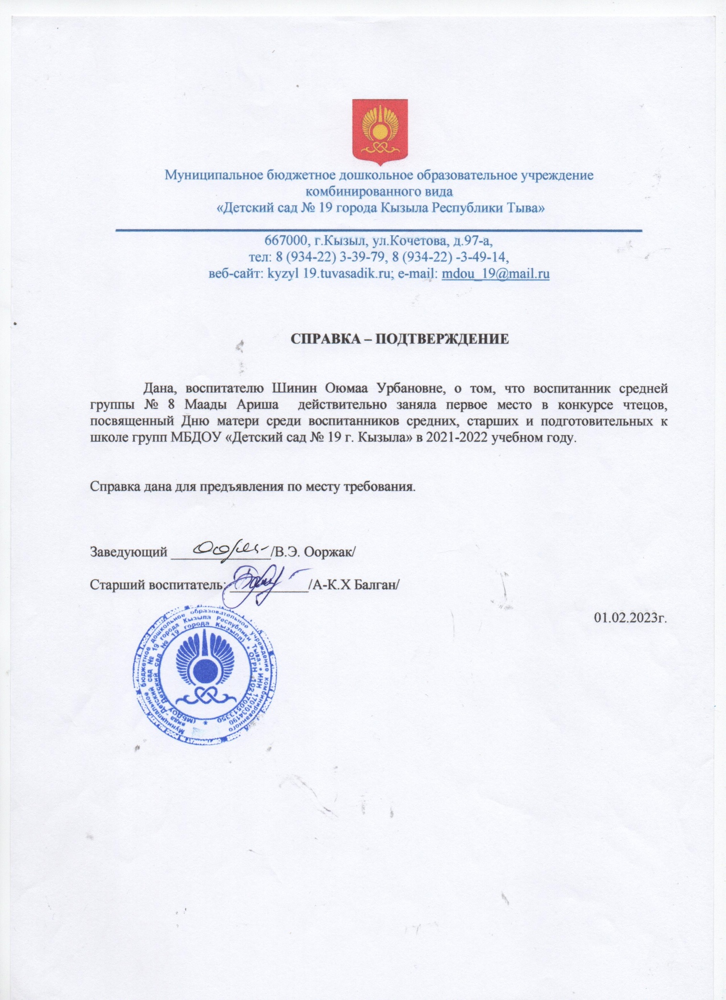 Муниципальное бюджетное дошкольное образовательное учреждение
комбинированного вида
«Детский сад № 19 города Кызыла Республики Тыва»
667000, г.Кызыл, ул.Кочетова, д.97-а,
тел: 8 (934-22) 3-39-79, 8 (934-22) -3-49-14,
веб-сайт: kyzyl 19.tuvasadik.ru; e-mail: mdou_19@mail.ru
СПРАВКА – ПОДТВЕРЖДЕНИЕ
Дана, воспитателю Шинин Оюмаа Урбановне, о том, что воспитанник средней
группы № 8 Маады Ариша действительно заняла первое место в конкурсе чтецов,
посвященный Дню матери среди воспитанников средних, старших и подготовительных к
школе групп МБДОУ «Детский сад № 19 г. Кызыла» в 2021-2022 учебном году.
Справка дана для предъявления по месту требования.
Заведующий ______________/В.Э. Ооржак/
Старший воспитатель: ___________/А-К.Х Балган/
01.02.2023г.
Муниципальное бюджетное дошкольное образовательное учреждение комбинированного
вида "Детский сад № 19 города Кызыла Республики Тыва" * ИНН 1701034190
(МБДОУ Детский сад № 19 города Кызыла) * ОГРН 1021700513350 *